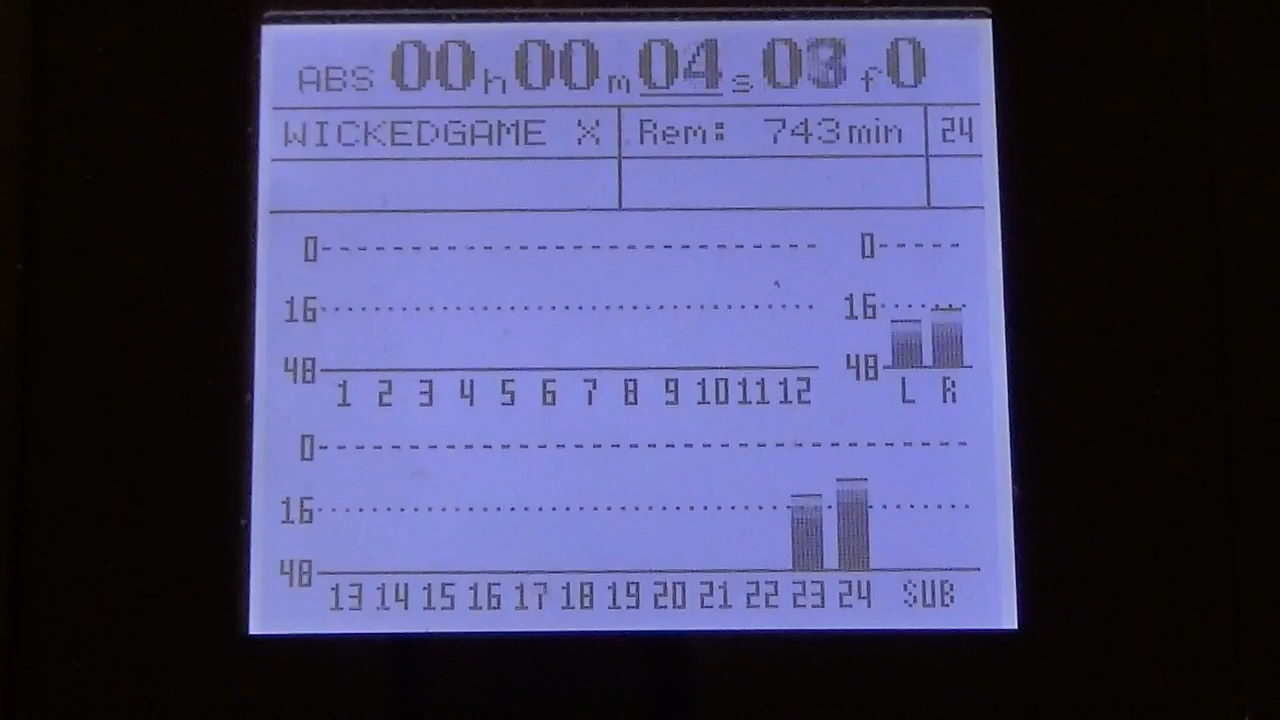 ABS 00h00m04s03f0
WICKEDGAME X Rem: 743min 24
0 0
16 16
48 48
1 2 3 4 5 6 7 8 9 10 11 12 L R
0
16
48
13 14 15 16 17 18 19 20 21 22 23 24 SUB